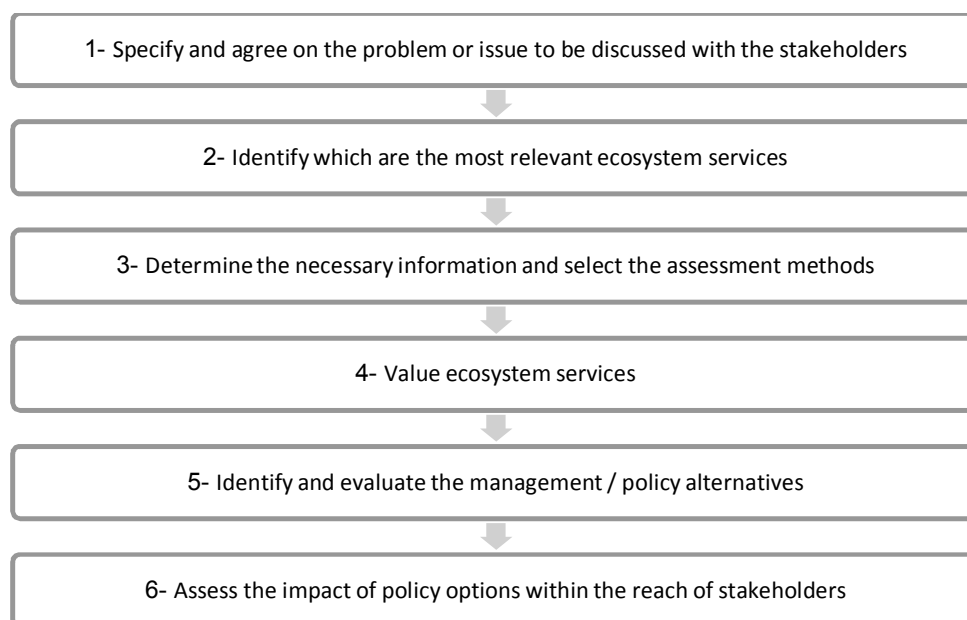 1- Specify and agree on the problem or issue to be discussed with the stakeholders
2- Identify which are the most relevant ecosystem services
3- Determine the necessary information and select the assessment methods
4- Value ecosystem services
5- Identify and evaluate the management / policy alternatives
6- Assess the impact of policy options within the reach of stakeholders